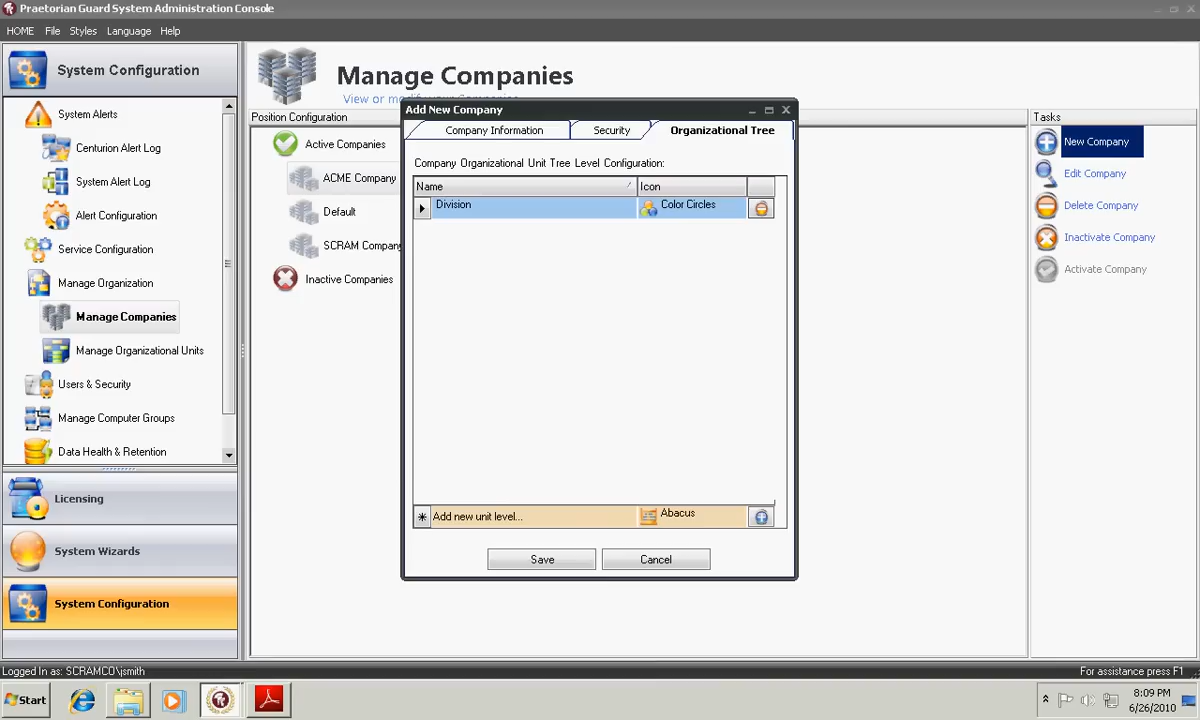 Praetorian Guard System Administration Console
HOME File Styles Language Help
System Configuration
System Alerts
Centurion Alert Log
System Alert Log
Alert Configuration
Service Configuration
Manage Organization
Manage Companies
Manage Organizational Units
Users & Security
Manage Computer Groups
Data Health & Retention
Licensing
System Wizards
System Configuration
Manage Companies
View or modify your Companies
Position Configuration
Active Companies
ACME Company
Default
SCRAM Company
Inactive Companies
Add New Company
Company Information Security Organizational Tree
Company Organizational Unit Tree Level Configuration:
Name Icon
Division Color Circles
Add new unit level... Abacus
Save Cancel
Tasks
New Company
Edit Company
Delete Company
Inactivate Company
Activate Company
Logged In as: SCRAMCO\jsmith
For assistance press F1
Start
8:09 PM
6/26/2010